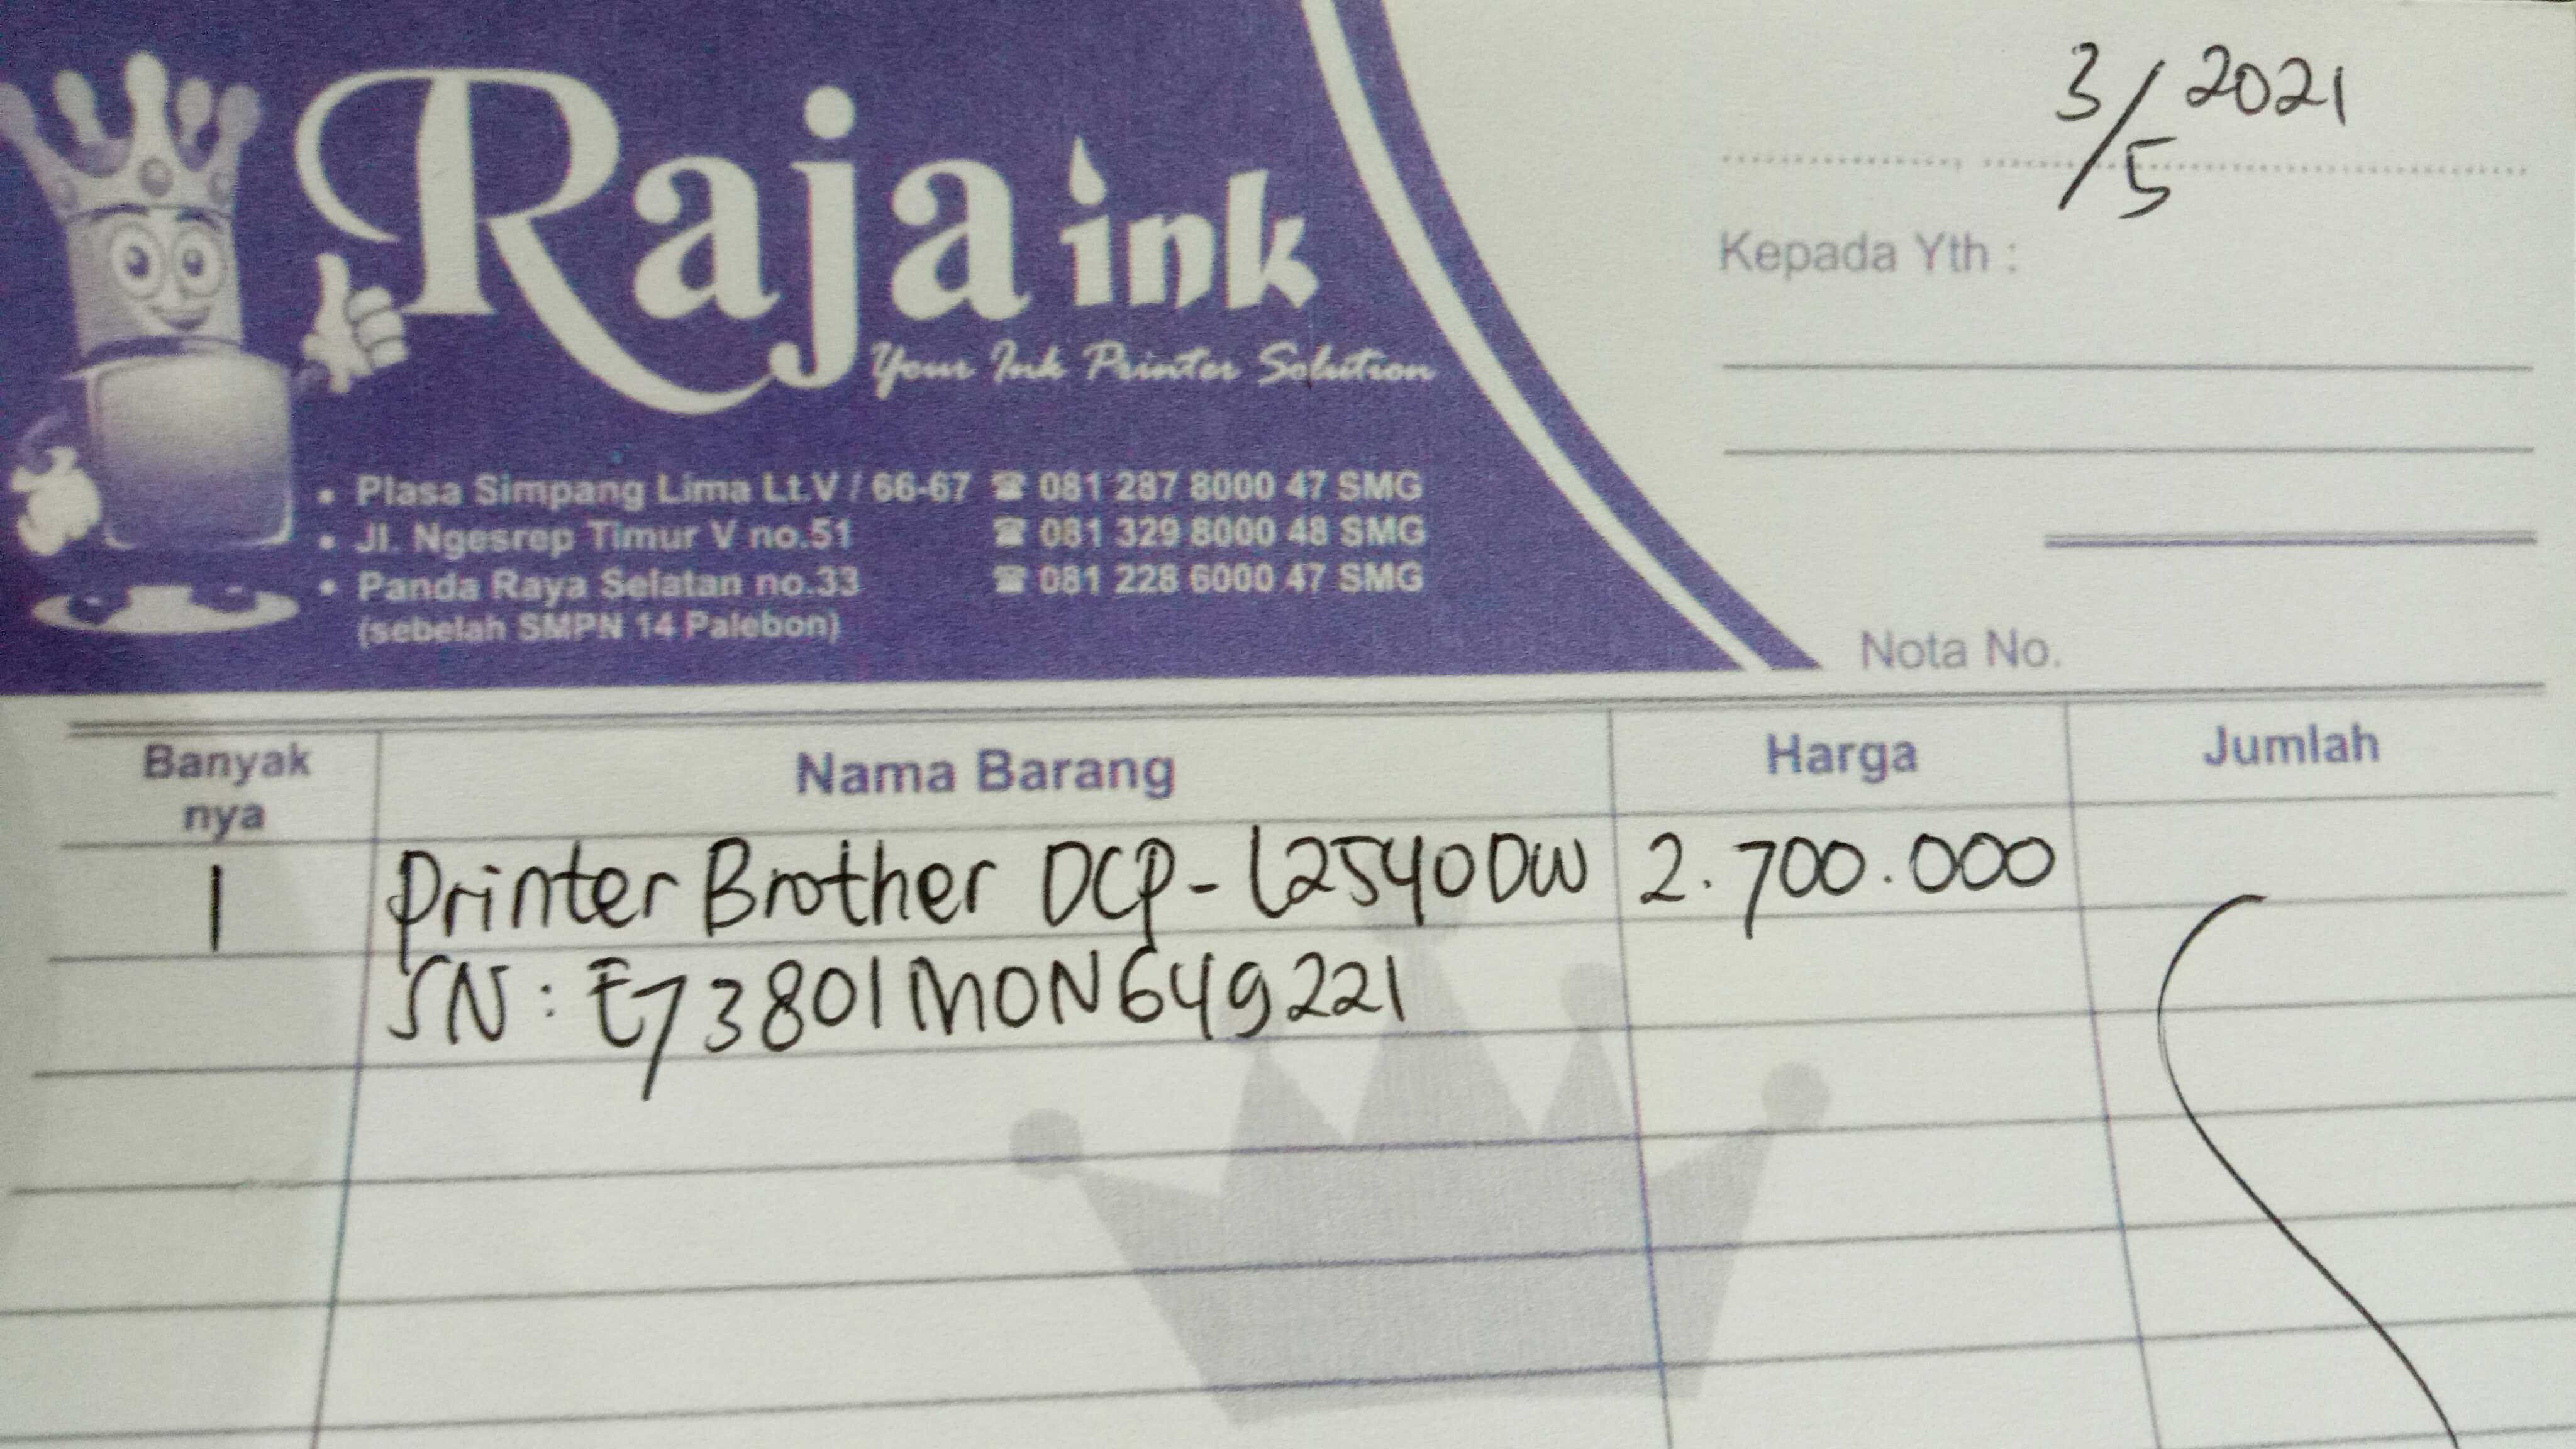 Raja ink
Your Ink Printer Solution
• Plasa Simpang Lima Lt.V / 66-67 ☎ 081 287 8000 47 SMG
• Jl. Ngesrep Timur V no.51 ☎ 081 329 8000 48 SMG
• Panda Raya Selatan no.33 ☎ 081 228 6000 47 SMG
(sebelah SMPN 14 Palebon)
3/5 2021
Kepada Yth :
Nota No.
Banyak nya Nama Barang Harga Jumlah
1 Printer Brother DCP-L2540DW 2.700.000
SN : E73801M0N649221